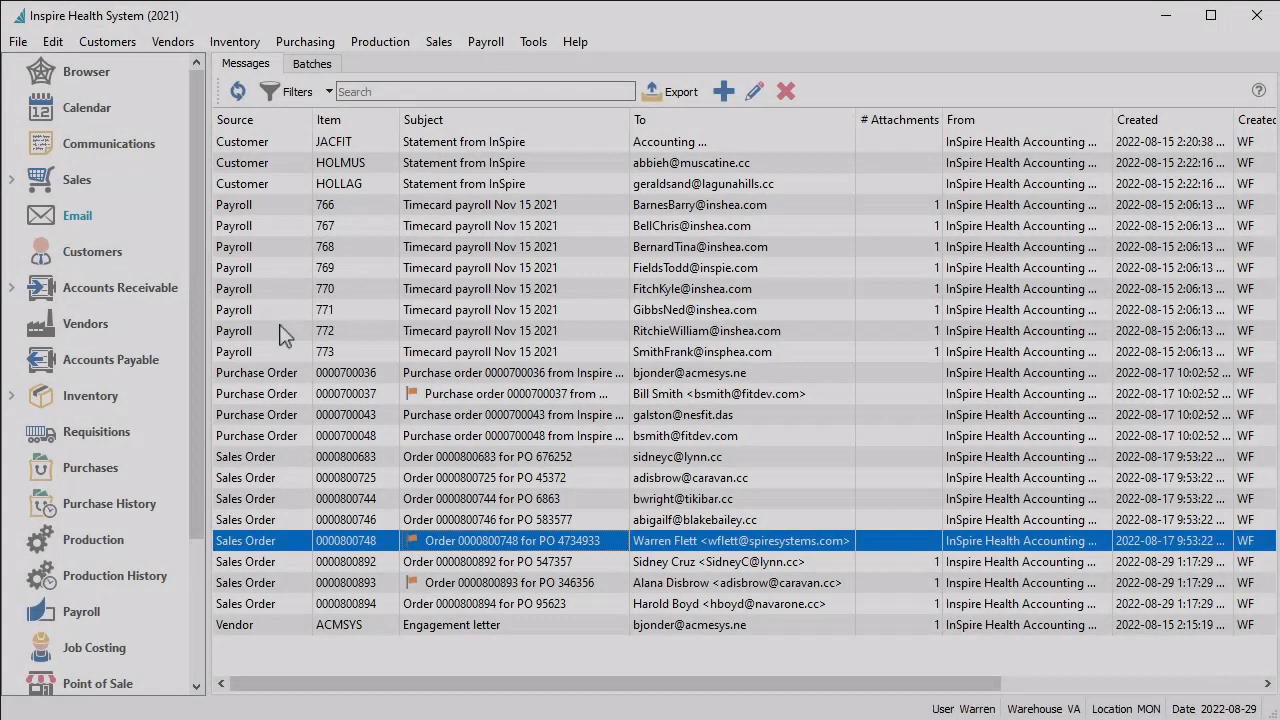 Inspire Health System (2021)
File Edit Customers Vendors Inventory Purchasing Production Sales Payroll Tools Help
Browser
12
Calendar
Communications
Sales
Email
Customers
Accounts Receivable
Vendors
Accounts Payable
Inventory
Requisitions
Purchases
Purchase History
Production
Production History
Payroll
Job Costing
Point of Sale
Messages Batches
Filters Search Export
Source Item Subject To # Attachments From Created Created
Customer JACFIT Statement from InSpire Accounting ... InSpire Health Accounting ... 2022-08-15 2:20:38 ... WF
Customer HOLMUS Statement from InSpire abbieh@muscatine.cc InSpire Health Accounting ... 2022-08-15 2:22:16 ... WF
Customer HOLLAG Statement from InSpire geraldsand@lagunahills.cc InSpire Health Accounting ... 2022-08-15 2:22:16 ... WF
Payroll 766 Timecard payroll Nov 15 2021 BarnesBarry@inshea.com 1 InSpire Health Accounting ... 2022-08-15 2:06:13 ... WF
Payroll 767 Timecard payroll Nov 15 2021 BellChris@inshea.com 1 InSpire Health Accounting ... 2022-08-15 2:06:13 ... WF
Payroll 768 Timecard payroll Nov 15 2021 BernardTina@inshea.com 1 InSpire Health Accounting ... 2022-08-15 2:06:13 ... WF
Payroll 769 Timecard payroll Nov 15 2021 FieldsTodd@inspie.com 1 InSpire Health Accounting ... 2022-08-15 2:06:13 ... WF
Payroll 770 Timecard payroll Nov 15 2021 FitchKyle@inshea.com 1 InSpire Health Accounting ... 2022-08-15 2:06:13 ... WF
Payroll 771 Timecard payroll Nov 15 2021 GibbsNed@inshea.com 1 InSpire Health Accounting ... 2022-08-15 2:06:13 ... WF
Payroll 772 Timecard payroll Nov 15 2021 RitchieWilliam@inshea.com 1 InSpire Health Accounting ... 2022-08-15 2:06:13 ... WF
Payroll 773 Timecard payroll Nov 15 2021 SmithFrank@insphea.com 1 InSpire Health Accounting ... 2022-08-15 2:06:13 ... WF
Purchase Order 0000700036 Purchase order 0000700036 from Inspire ... bjonder@acmesys.ne InSpire Health Accounting ... 2022-08-17 10:02:52 ... WF
Purchase Order 0000700037 Purchase order 0000700037 from ... Bill Smith <bsmith@fitdev.com> InSpire Health Accounting ... 2022-08-17 10:02:52 ... WF
Purchase Order 0000700043 Purchase order 0000700043 from Inspire ... galston@nesfit.das InSpire Health Accounting ... 2022-08-17 10:02:52 ... WF
Purchase Order 0000700048 Purchase order 0000700048 from Inspire ... bsmith@fitdev.com InSpire Health Accounting ... 2022-08-17 10:02:52 ... WF
Sales Order 0000800683 Order 0000800683 for PO 676252 sidneyc@lynn.cc InSpire Health Accounting ... 2022-08-17 9:53:22 ... WF
Sales Order 0000800725 Order 0000800725 for PO 45372 adisbrow@caravan.cc InSpire Health Accounting ... 2022-08-17 9:53:22 ... WF
Sales Order 0000800744 Order 0000800744 for PO 6863 bwright@tikibar.cc InSpire Health Accounting ... 2022-08-17 9:53:22 ... WF
Sales Order 0000800746 Order 0000800746 for PO 583577 abigailf@blakebailey.cc InSpire Health Accounting ... 2022-08-17 9:53:22 ... WF
Sales Order 0000800748 Order 0000800748 for PO 4734933 Warren Flett <wflett@spiresystems.com> InSpire Health Accounting ... 2022-08-17 9:53:22 ... WF
Sales Order 0000800892 Order 0000800892 for PO 547357 Sidney Cruz <SidneyC@lynn.cc> 1 Inspire Health Accounting ... 2022-08-29 1:17:29 ... WF
Sales Order 0000800893 Order 0000800893 for PO 346356 Alana Disbrow <adisbrow@caravan.cc> 1 Inspire Health Accounting ... 2022-08-29 1:17:29 ... WF
Sales Order 0000800894 Order 0000800894 for PO 95623 Harold Boyd <hboyd@navarone.cc> 1 Inspire Health Accounting ... 2022-08-29 1:17:29 ... WF
Vendor ACMSYS Engagement letter bjonder@acmesys.ne 1 InSpire Health Accounting ... 2022-08-15 2:15:19 ... WF
User Warren Warehouse VA Location MON Date 2022-08-29